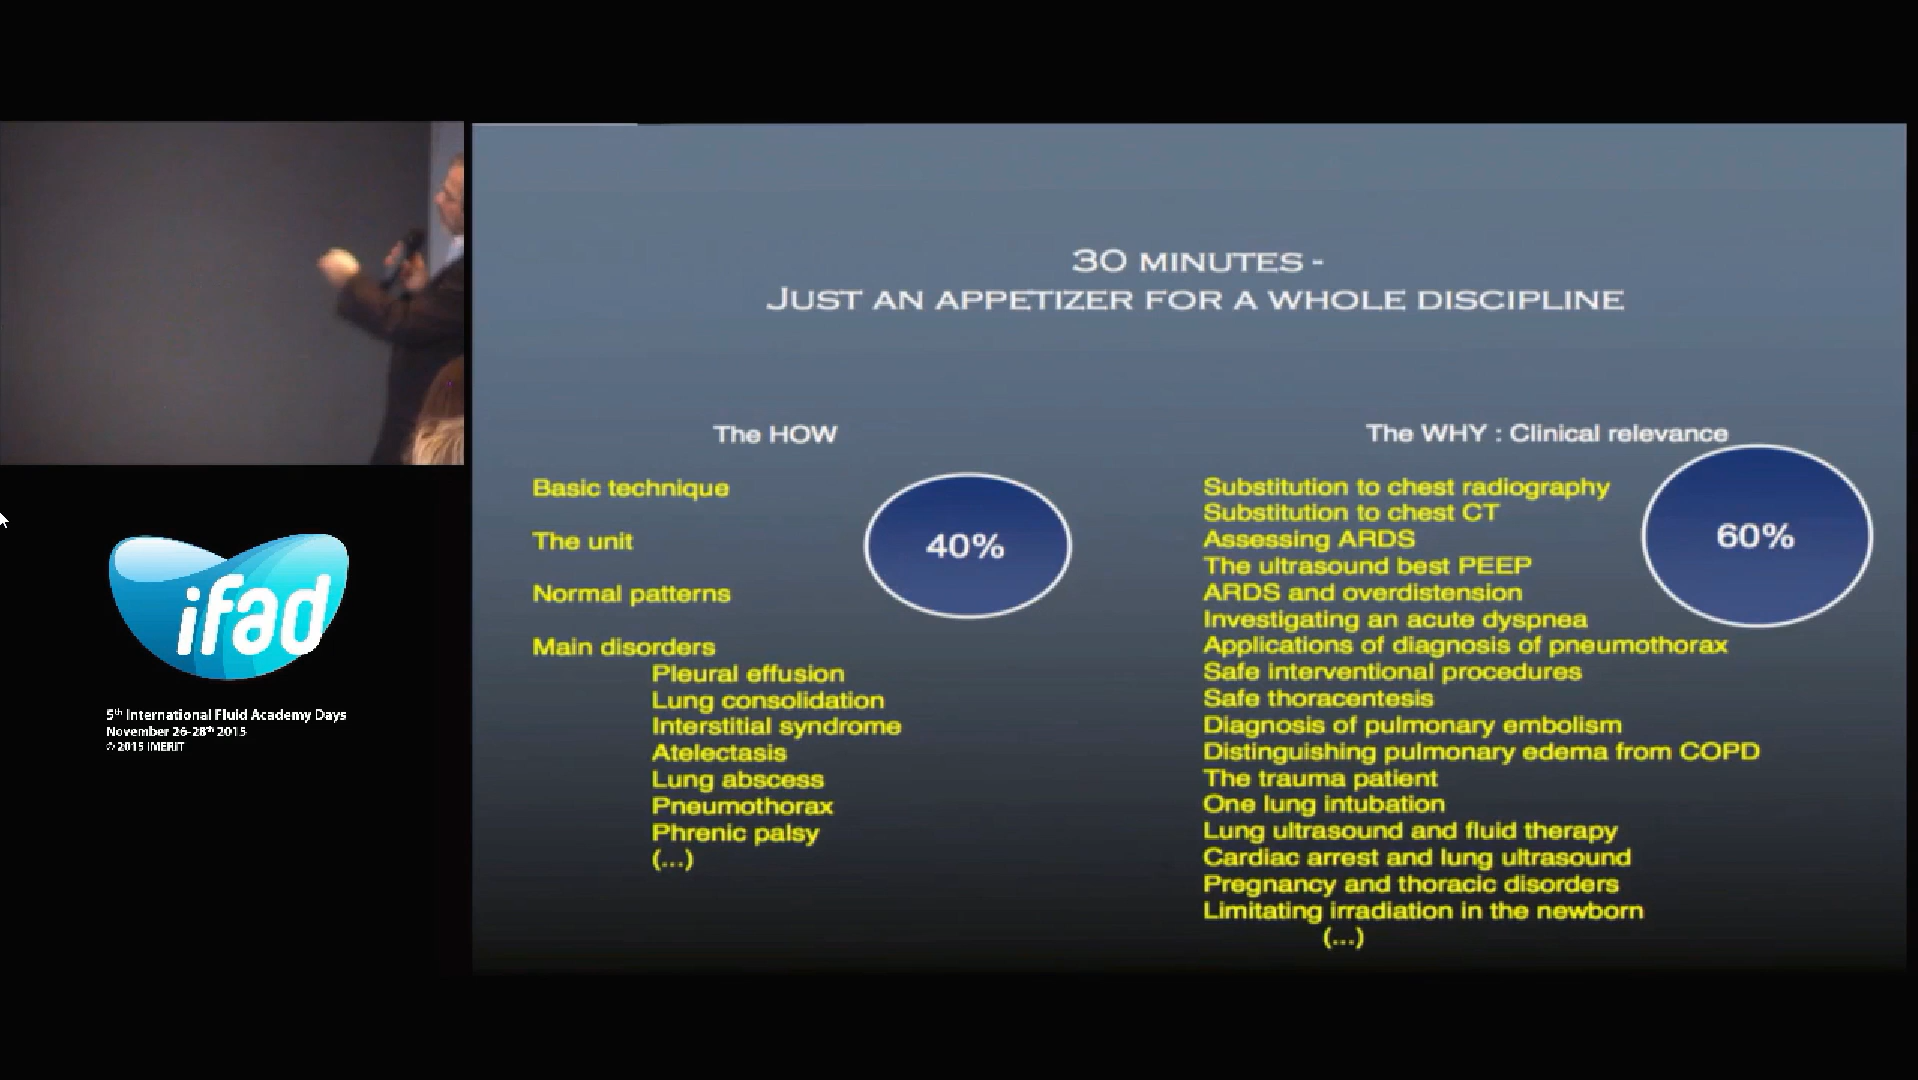 30 MINUTES -
JUST AN APPETIZER FOR A WHOLE DISCIPLINE
The HOW
Basic technique
The unit
Normal patterns
Main disorders
Pleural effusion
Lung consolidation
Interstitial syndrome
Atelectasis
Lung abscess
Pneumothorax
Phrenic palsy
(...)
40%
The WHY : Clinical relevance
Substitution to chest radiography
Substitution to chest CT
Assessing ARDS
The ultrasound best PEEP
ARDS and overdistension
Investigating an acute dyspnea
Applications of diagnosis of pneumothorax
Safe interventional procedures
Safe thoracentesis
Diagnosis of pulmonary embolism
Distinguishing pulmonary edema from COPD
The trauma patient
One lung intubation
Lung ultrasound and fluid therapy
Cardiac arrest and lung ultrasound
Pregnancy and thoracic disorders
Limitating irradiation in the newborn
(...)
60%
ifad
5th International Fluid Academy Days
November 26-28th 2015
© 2015 IMERIT